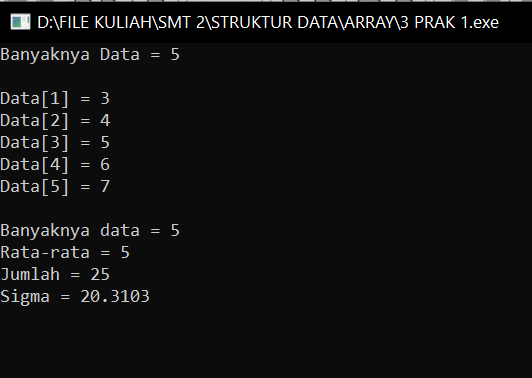 D:\FILE KULIAH\SMT 2\STRUKTUR DATA\ARRAY\3 PRAK 1.exe
Banyaknya Data = 5
Data[1] = 3
Data[2] = 4
Data[3] = 5
Data[4] = 6
Data[5] = 7
Banyaknya data = 5
Rata-rata = 5
Jumlah = 25
Sigma = 20.3103